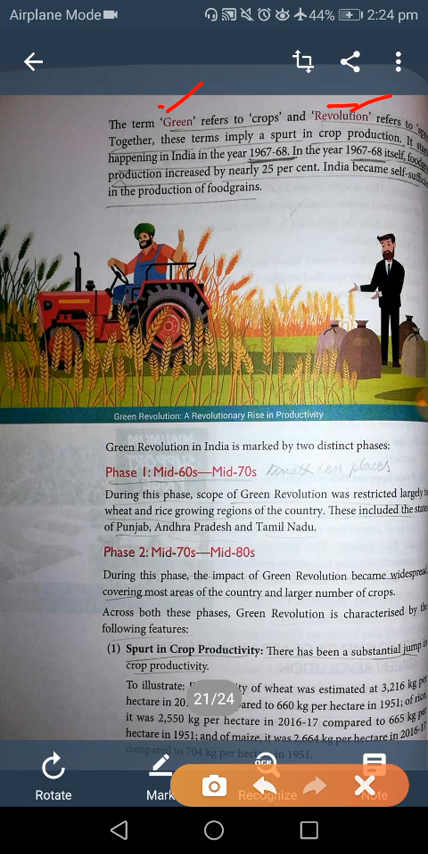 Airplane Mode
44%
2:24 pm
The term 'Green' refers to 'crops' and 'Revolution' refers to
Together, these terms imply a spurt in crop production. It
happening in India in the year 1967-68. In the year 1967-68 itself,
production increased by nearly 25 per cent. India became
in the production of foodgrains.
Green Revolution: A Revolutionary Rise in Productivity
Green Revolution in India is marked by two distinct phases:
Phase 1: Mid-60s—Mid-70s places
During this phase, scope of Green Revolution was restricted largely
wheat and rice growing regions of the country. These included the
of Punjab, Andhra Pradesh and Tamil Nadu.
Phase 2: Mid-70s—Mid-80s
During this phase, the impact of Green Revolution became
covering most areas of the country and larger number of crops.
Across both these phases, Green Revolution is characterised by
following features:
(1) Spurt in Crop Productivity: There has been a substantial jump
crop productivity.
To illustrate: of wheat was estimated at 3,216 kg
hectare in to 660 kg per hectare in 1951; of
it was 2,550 kg per hectare in 2016-17 compared to 665 kg
hectare in 1951; and of maize, it was 2,664 kg per hectare in
compared to 704 kg per hectare in 1951.
21/24
Rotate
OCR
Recognize
Note